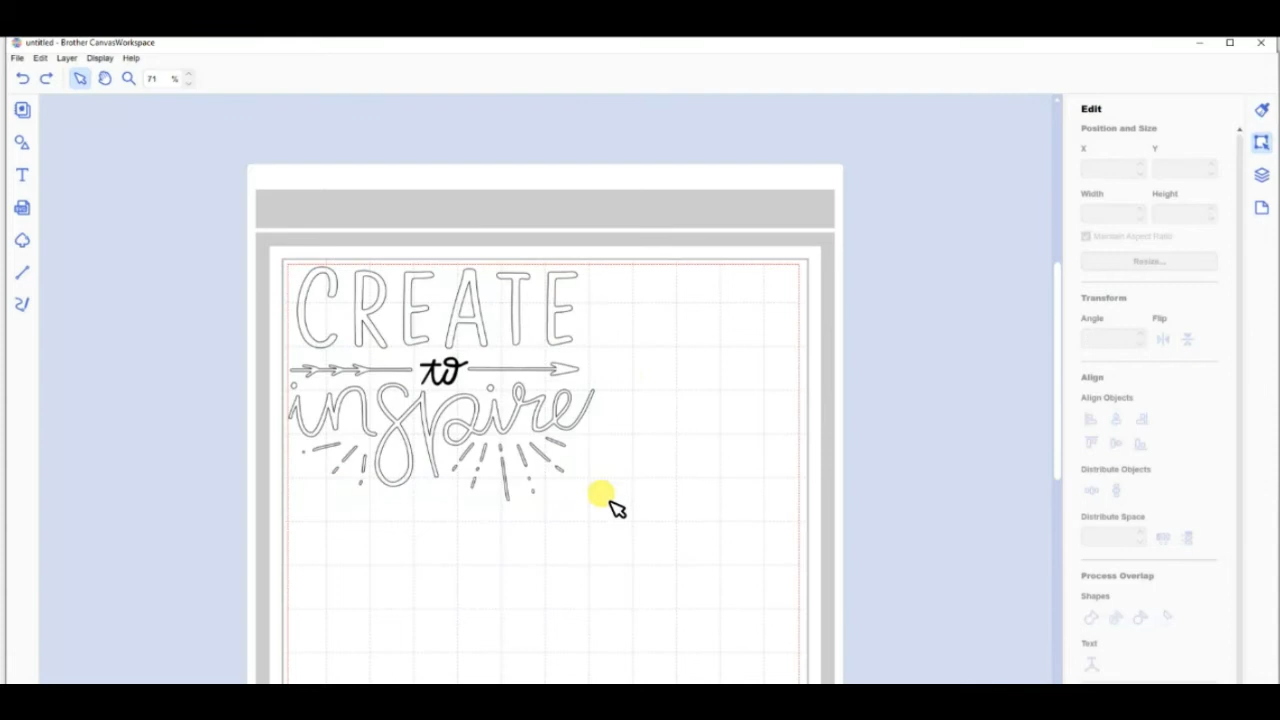 untitled - Brother CanvasWorkspace
File Edit Layer Display Help
71 %
Edit
Position and Size
X Y
Width Height
Maintain Aspect Ratio
Resize...
Transform
Angle Flip
Align
Align Objects
Distribute Objects
Distribute Space
Process Overlap
Shapes
Text
CREATE
to
inspire